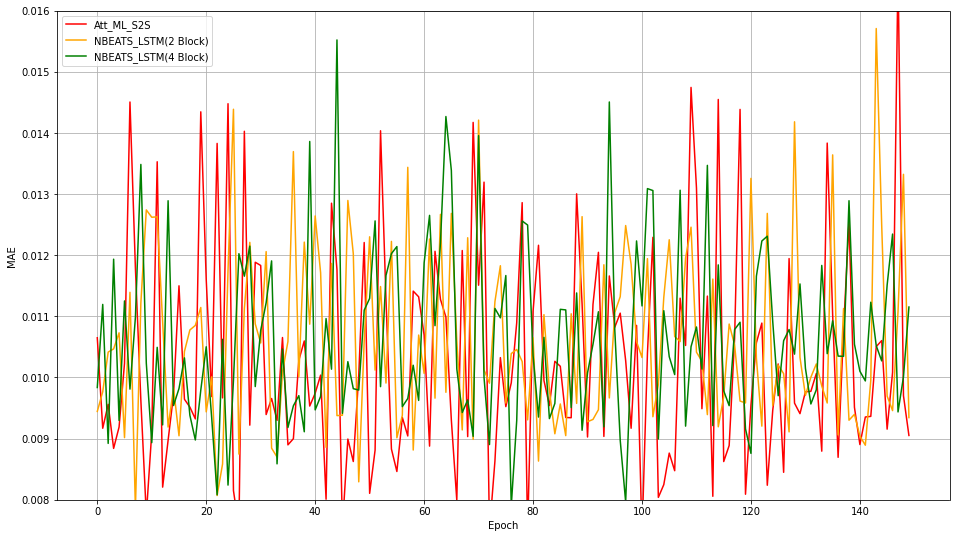 Att_ML_S2S
NBEATS_LSTM(2 Block)
NBEATS_LSTM(4 Block)
0.016
0.015
0.014
0.013
0.012
0.011
0.010
0.009
0.008
MAE
0 20 40 60 80 100 120 140
Epoch